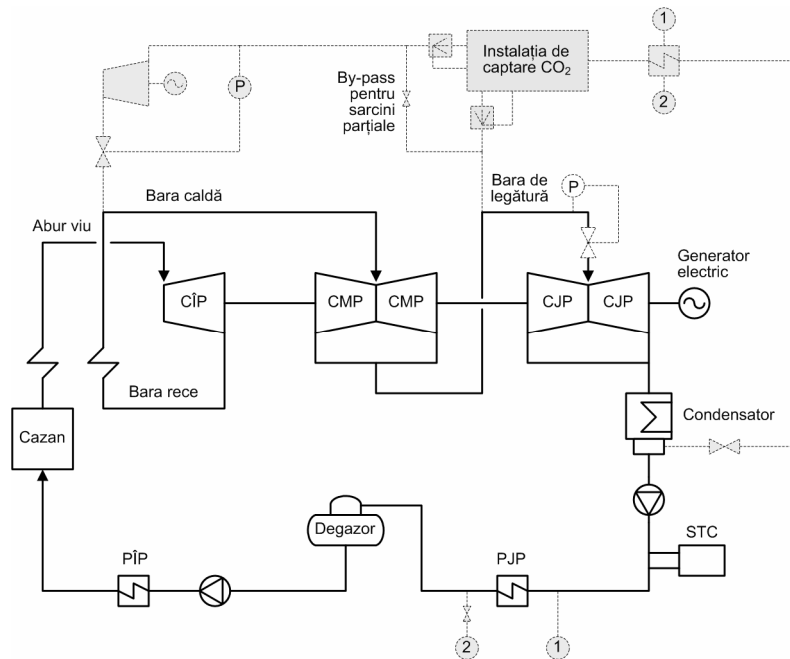 1
Instalația de
captare CO₂
2
P
By-pass
pentru
sarcini
parțiale
Bara de
legătură
P
Bara caldă
Abur viu
Generator
electric
CÎP
CMP
CMP
CJP
CJP
Bara rece
Cazan
Condensator
Degazor
STC
PÎP
PJP
2
1